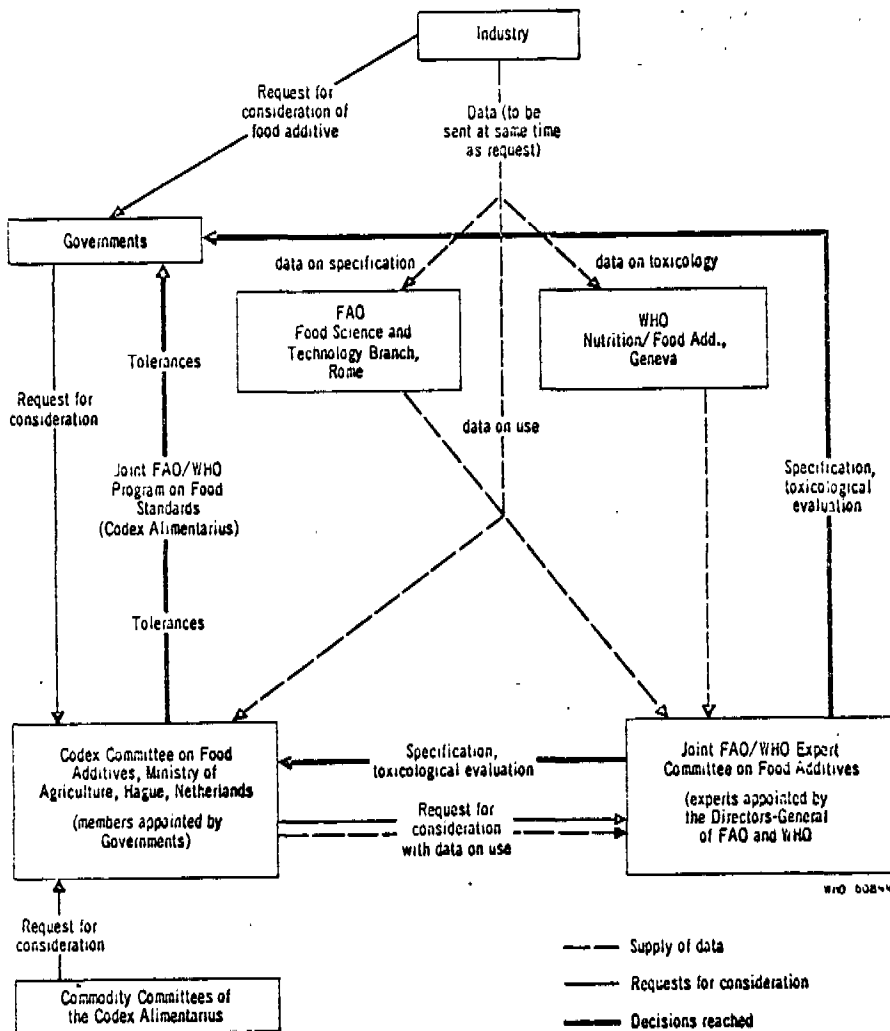 Industry
Request for
consideration of
food additive
Data (to be
sent at same time
as request)
Governments
data on specification
data on toxicology
FAO
Food Science and
Technology Branch,
Rome
WHO
Nutrition/Food Add.,
Geneva
Tolerances
Request for
consideration
data on use
Joint FAO/WHO
Program on Food
Standards
(Codex Alimentarius)
Specification,
toxicological
evaluation
Tolerances
Codex Committee on Food
Additives, Ministry of
Agriculture, Hague, Netherlands
(members appointed by
Governments)
Specification,
toxicological evaluation
Request for
consideration
with data on use
Joint FAO/WHO Expert
Committee on Food Additives
(experts appointed by
the Directors-General
of FAO and WHO
WHO
Request for
consideration
Commodity Committees of
the Codex Alimentarius
Supply of data
Requests for consideration
Decisions reached